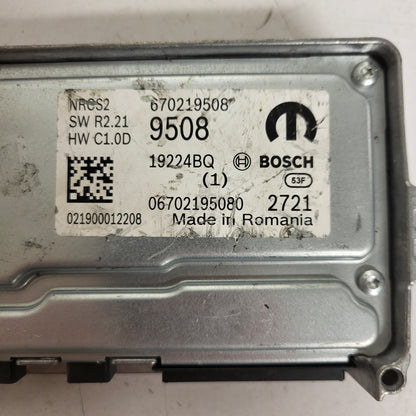 NRCS2 670219508
SW R2.21 9508
HW C1.0D
19224BQ BOSCH
(1) 53F
06702195080 2721
021900012208 Made in Romania